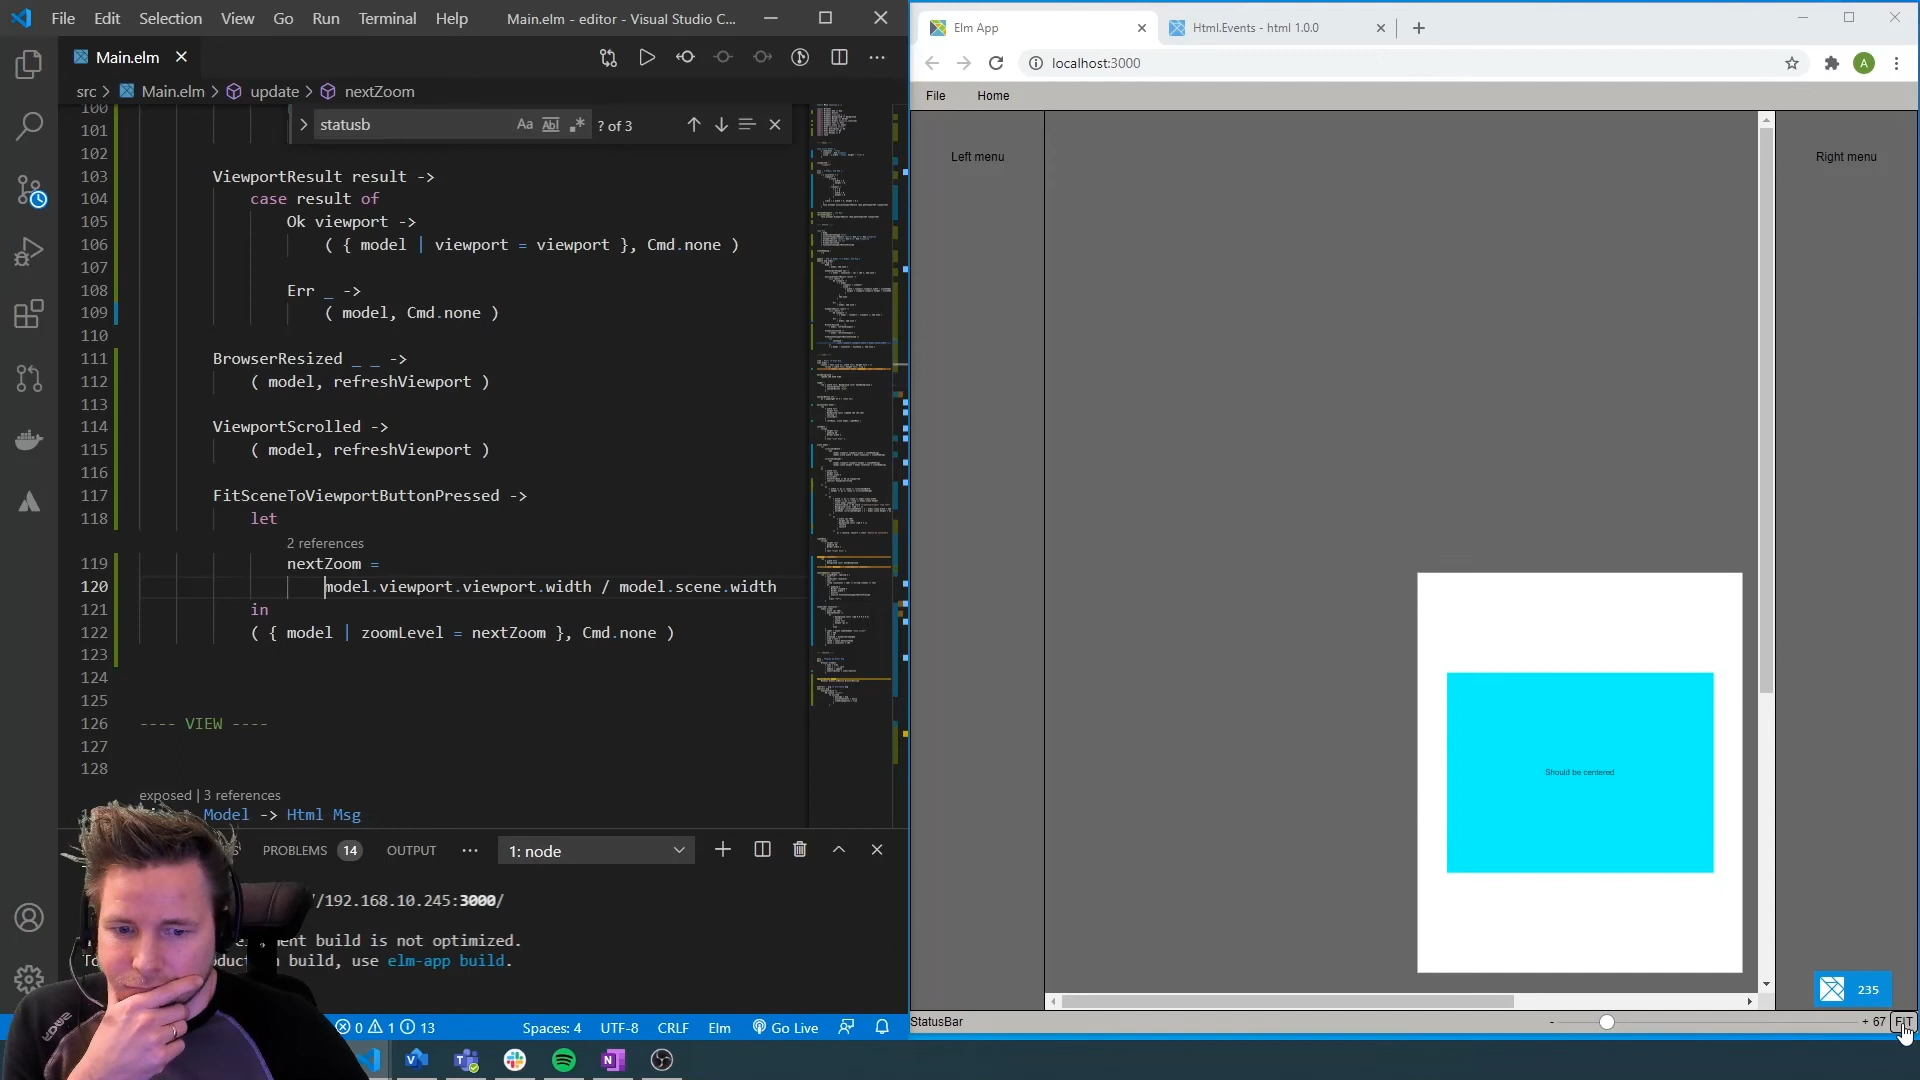 File Edit Selection View Go Run Terminal Help
Main.elm - editor - Visual Studio C...
Main.elm
src > Main.elm > update > nextZoom
statusb
Aa Abl
? of 3
100
101
102
103 ViewportResult result ->
104 case result of
105 Ok viewport ->
106 ( { model | viewport = viewport }, Cmd.none )
107
108 Err _ ->
109 ( model, Cmd.none )
110
111 BrowserResized _ _ ->
112 ( model, refreshViewport )
113
114 ViewportScrolled ->
115 ( model, refreshViewport )
116
117 FitSceneToViewportButtonPressed ->
118 let
2 references
119 nextZoom =
120 model.viewport.viewport.width / model.scene.width
121 in
122 ( { model | zoomLevel = nextZoom }, Cmd.none )
123
124
125
126 ---- VIEW ----
127
128
exposed | 3 references
Model -> Html Msg
PROBLEMS 14 OUTPUT
1: node
/192.168.10.245:3000/
build is not optimized.
build, use elm-app build.
0 1 13
Spaces: 4 UTF-8 CRLF Elm Go Live
Elm App
Html.Events - html 1.0.0
localhost:3000
A
File Home
Left menu
Right menu
Should be centered
235
StatusBar
- + 67 FIT